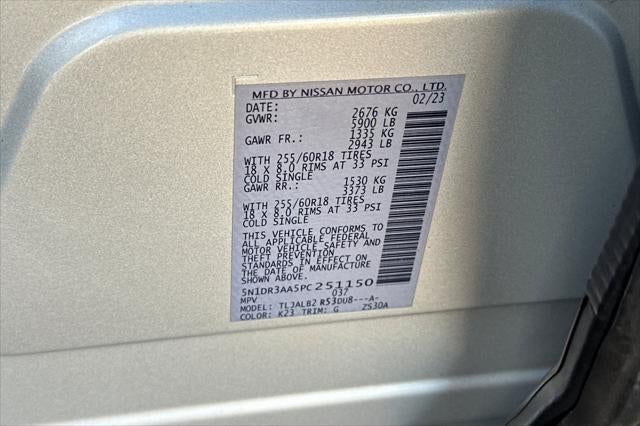 MFD BY NISSAN MOTOR CO., LTD.
DATE: 02/23
GVWR: 2676 KG
5900 LB
GAWR FR.: 1335 KG
2943 LB
WITH 255/60R18 TIRES
18 X 8.0 RIMS AT 33 PSI
COLD SINGLE
GAWR RR.: 1530 KG
3373 LB
WITH 255/60R18 TIRES
18 X 8.0 RIMS AT 33 PSI
COLD SINGLE
THIS VEHICLE CONFORMS TO
ALL APPLICABLE FEDERAL
MOTOR VEHICLE SAFETY AND
THEFT PREVENTION
STANDARDS IN EFFECT ON
THE DATE OF MANUFACTURE
SHOWN ABOVE.
5N1DR3AA5PC251150
MPV 037
MODEL: TLJALB2 R53DU8---A-
COLOR: K23 TRIM: G ZS30A